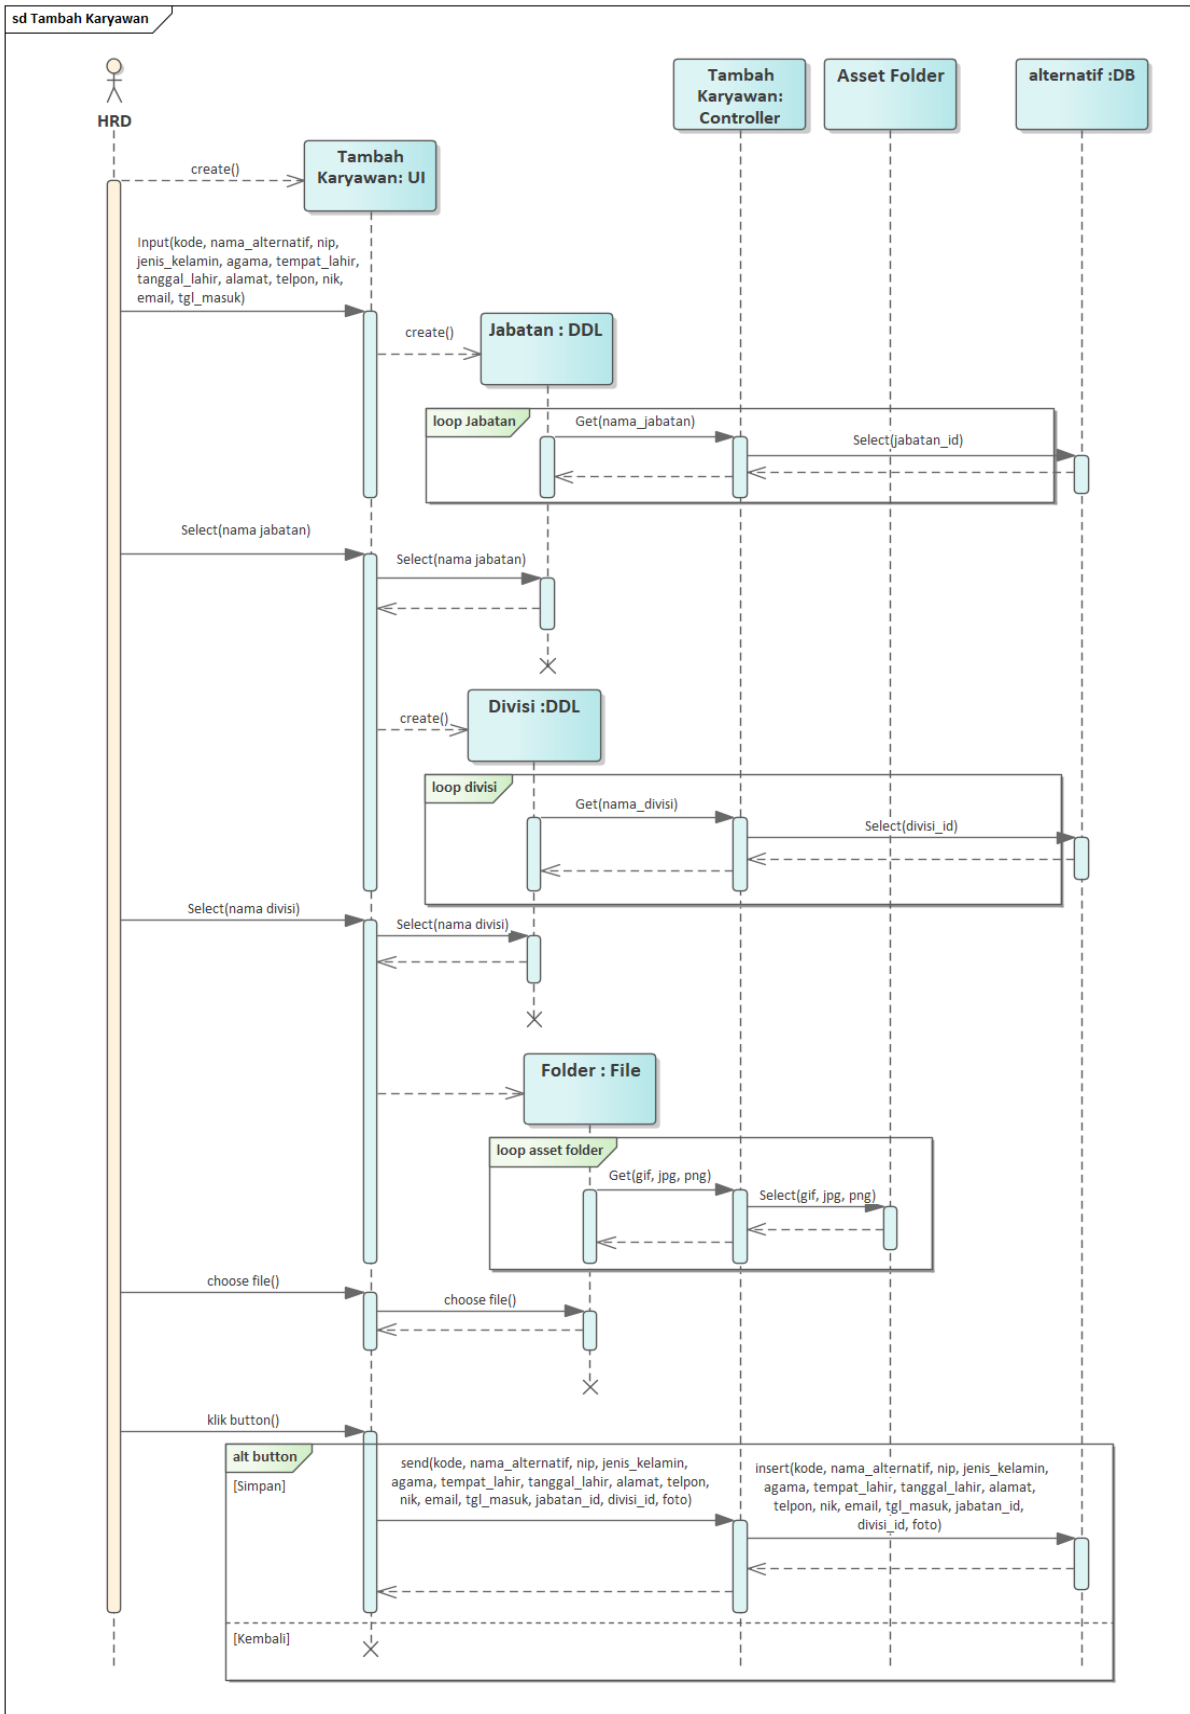 sd Tambah Karyawan
HRD
Tambah
Karyawan:
Controller
Asset Folder
alternatif :DB
create()
Tambah
Karyawan: UI
Input(kode, nama_alternatif, nip,
jenis_kelamin, agama, tempat_lahir,
tanggal_lahir, alamat, telpon, nik,
email, tgl_masuk)
create()
Jabatan : DDL
loop Jabatan
Get(nama_jabatan)
Select(jabatan_id)
Select(nama jabatan)
Select(nama jabatan)
create()
Divisi :DDL
loop divisi
Get(nama_divisi)
Select(divisi_id)
Select(nama divisi)
Select(nama divisi)
Folder : File
loop asset folder
Get(gif, jpg, png)
Select(gif, jpg, png)
choose file()
choose file()
klik button()
alt button
[Simpan]
send(kode, nama_alternatif, nip, jenis_kelamin,
agama, tempat_lahir, tanggal_lahir, alamat, telpon,
nik, email, tgl_masuk, jabatan_id, divisi_id, foto)
insert(kode, nama_alternatif, nip, jenis_kelamin,
agama, tempat_lahir, tanggal_lahir, alamat,
telpon, nik, email, tgl_masuk, jabatan_id,
divisi_id, foto)
[Kembali]